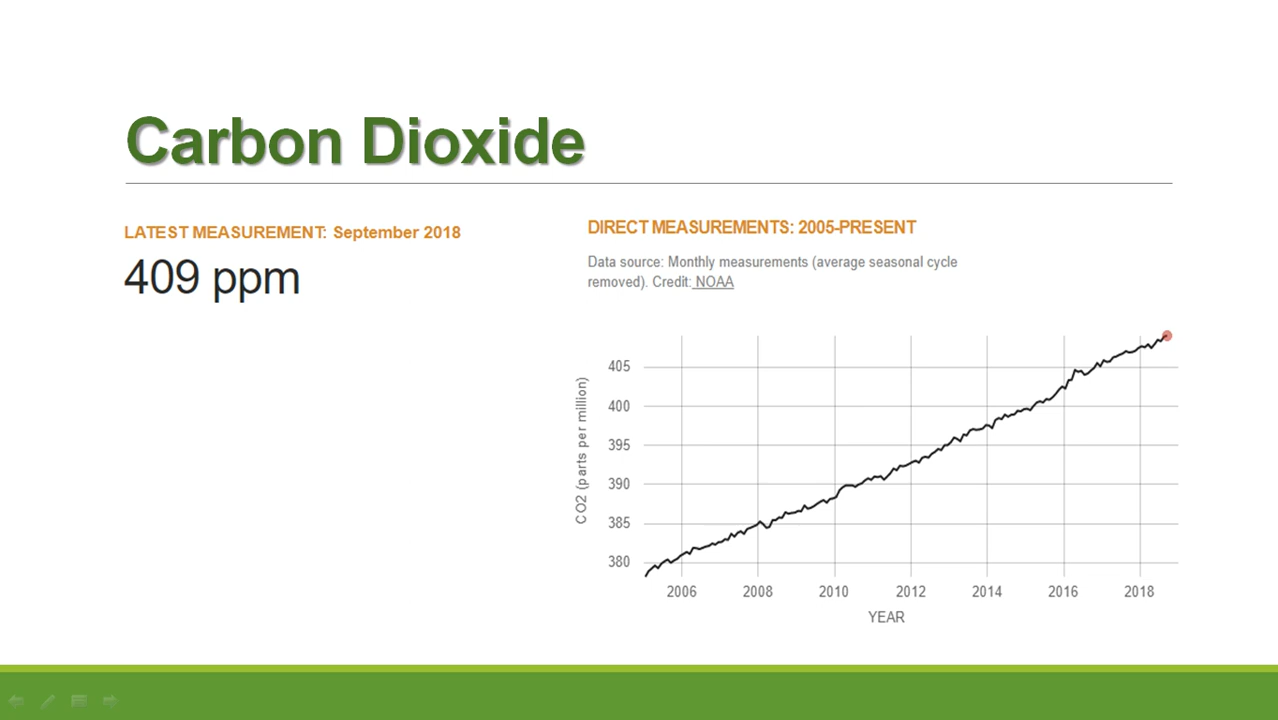 Carbon Dioxide
LATEST MEASUREMENT: September 2018
409 ppm
DIRECT MEASUREMENTS: 2005-PRESENT
Data source: Monthly measurements (average seasonal cycle
removed). Credit: NOAA
405
400
395
390
385
380
CO2 (parts per million)
2006 2008 2010 2012 2014 2016 2018
YEAR